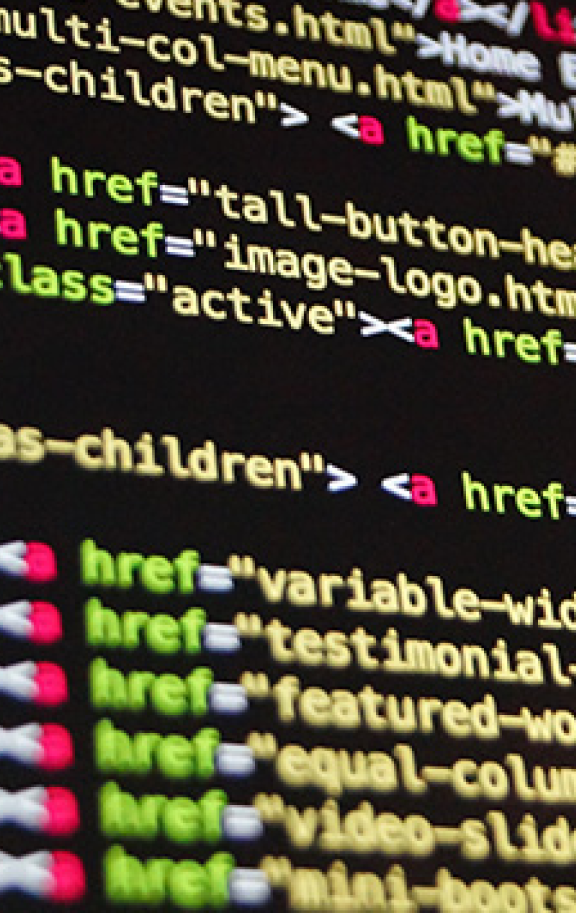 events.html">Home E
multi-col-menu.html">Mul
s-children"> <a href="#
a href="tall-button-hea
a href="image-logo.htm
class="active"><a href=
as-children"> <a href=
<a href="variable-wid
<a href="testimonial-
<a href="featured-wo
<a href="equal-colum
><a href="video-slide
><a href="mini-boots